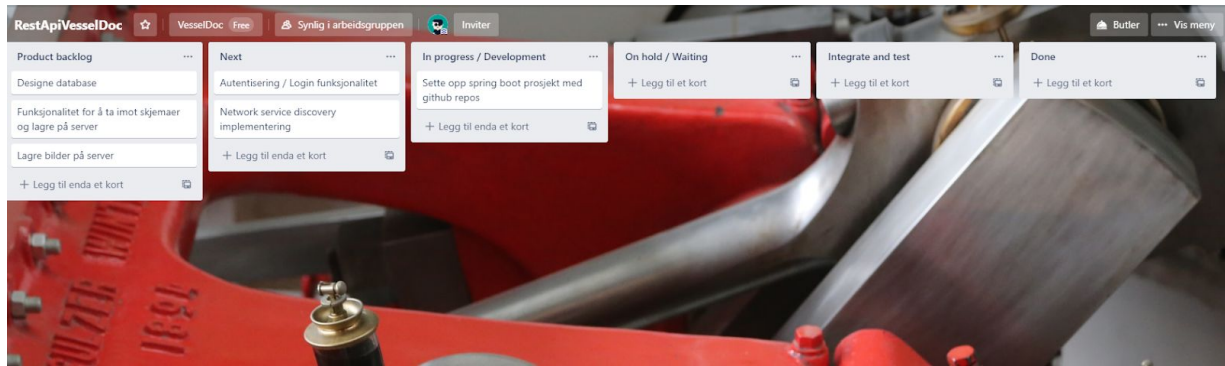 RestApiVesselDoc
VesselDoc Free
Synlig i arbeidsgruppen
Inviter
Butler
Vis meny
Product backlog
Designe database
Funksjonalitet for å ta imot skjemaer
og lagre på server
Lagre bilder på server
+ Legg til enda et kort
Next
Autentisering / Login funksjonalitet
Network service discovery
implementering
+ Legg til enda et kort
In progress / Development
Sette opp spring boot prosjekt med
github repos
+ Legg til enda et kort
On hold / Waiting
+ Legg til et kort
Integrate and test
+ Legg til et kort
Done
+ Legg til et kort
1891